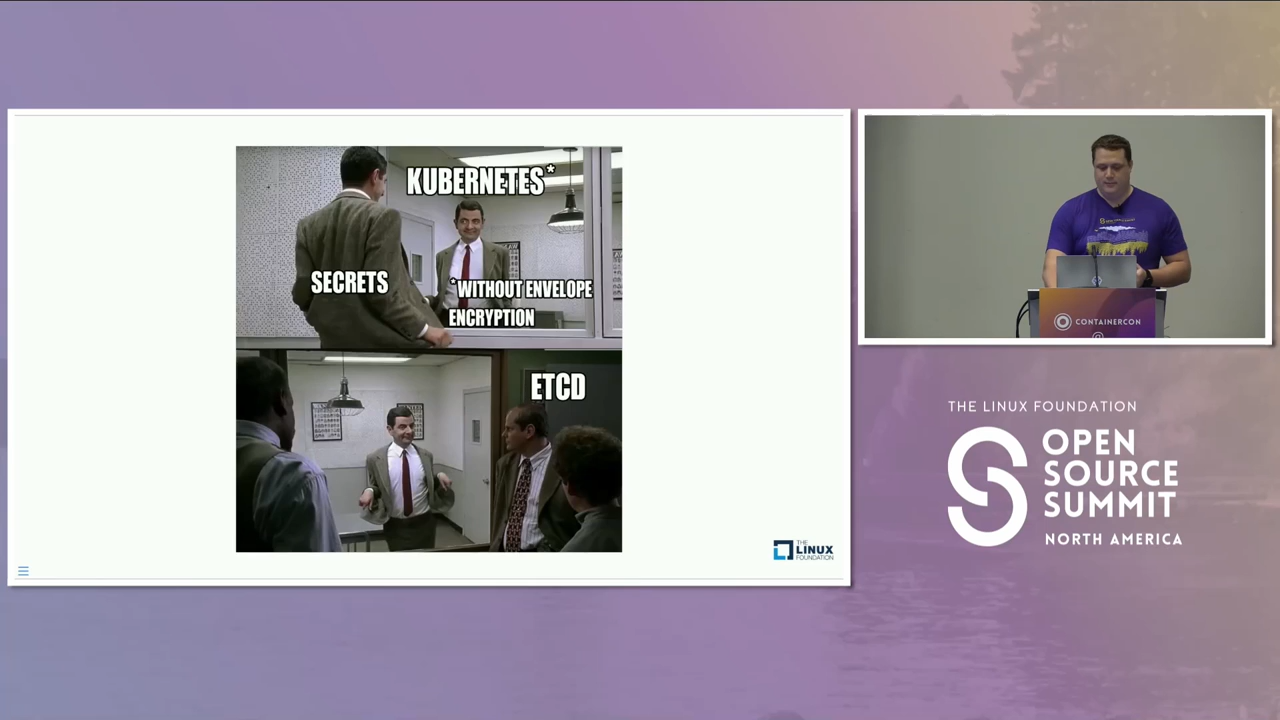 KUBERNETES*
SECRETS
*WITHOUT ENVELOPE
ENCRYPTION
ETCD
THE
LINUX
FOUNDATION
CONTAINERCON
THE LINUX FOUNDATION
OPEN
SOURCE
SUMMIT
NORTH AMERICA